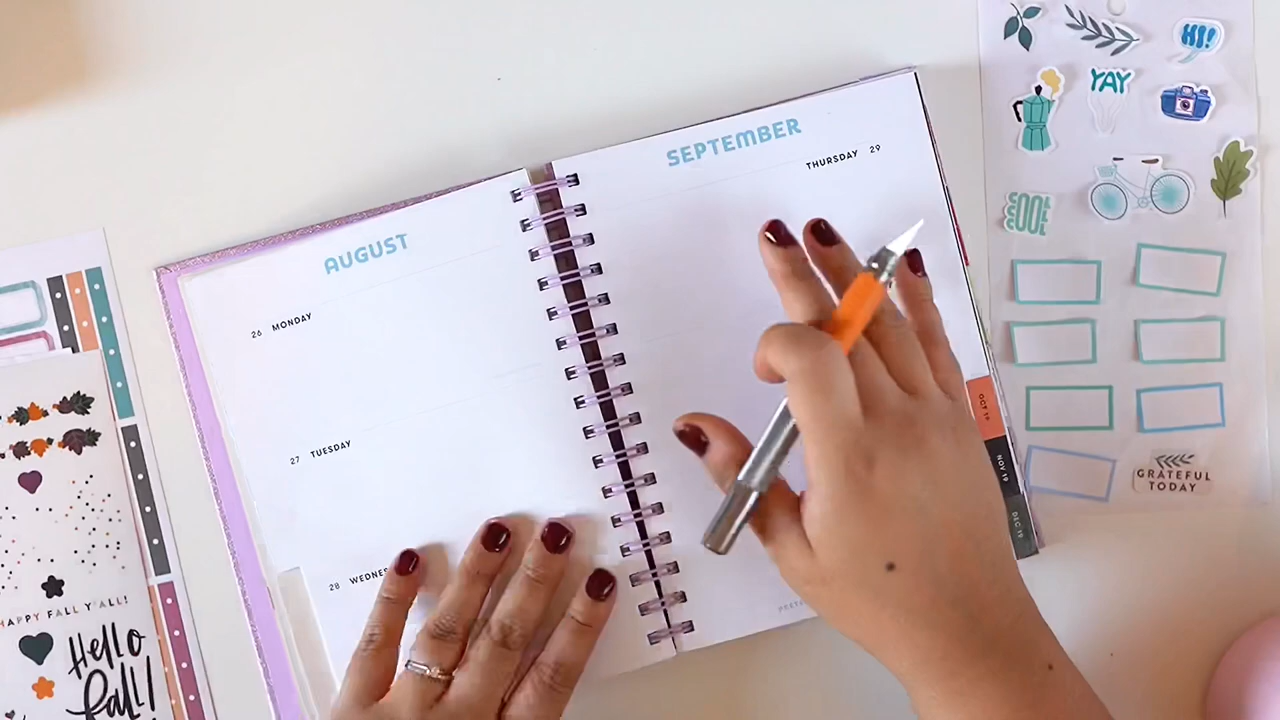 AUGUST
26 MONDAY
27 TUESDAY
28 WEDNES
SEPTEMBER
THURSDAY 29
OCT 19
NOV 19
DEC 19
HI!
YAY
COOL
GRATEFUL
TODAY
HAPPY FALL Y'ALL!
Hello
fall!